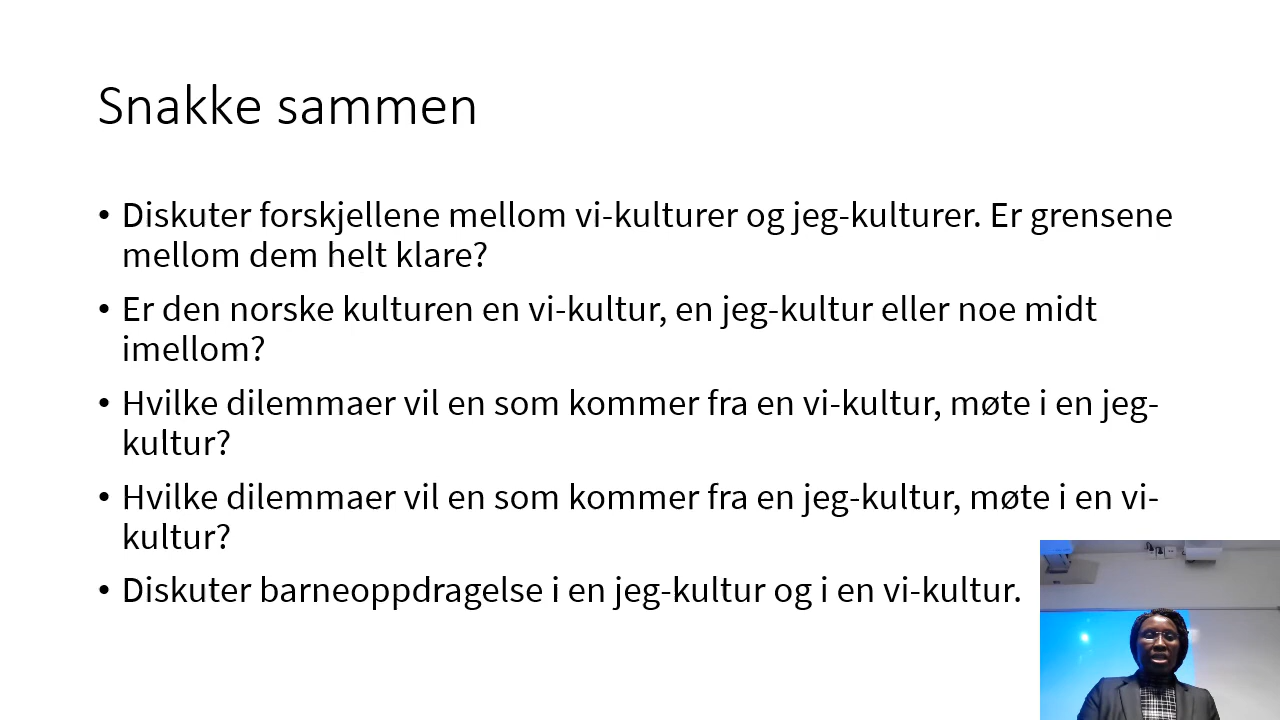 Snakke sammen
• Diskuter forskjellene mellom vi-kulturer og jeg-kulturer. Er grensene
mellom dem helt klare?
• Er den norske kulturen en vi-kultur, en jeg-kultur eller noe midt
imellom?
• Hvilke dilemmaer vil en som kommer fra en vi-kultur, møte i en jeg-
kultur?
• Hvilke dilemmaer vil en som kommer fra en jeg-kultur, møte i en vi-
kultur?
• Diskuter barneoppdragelse i en jeg-kultur og i en vi-kultur.